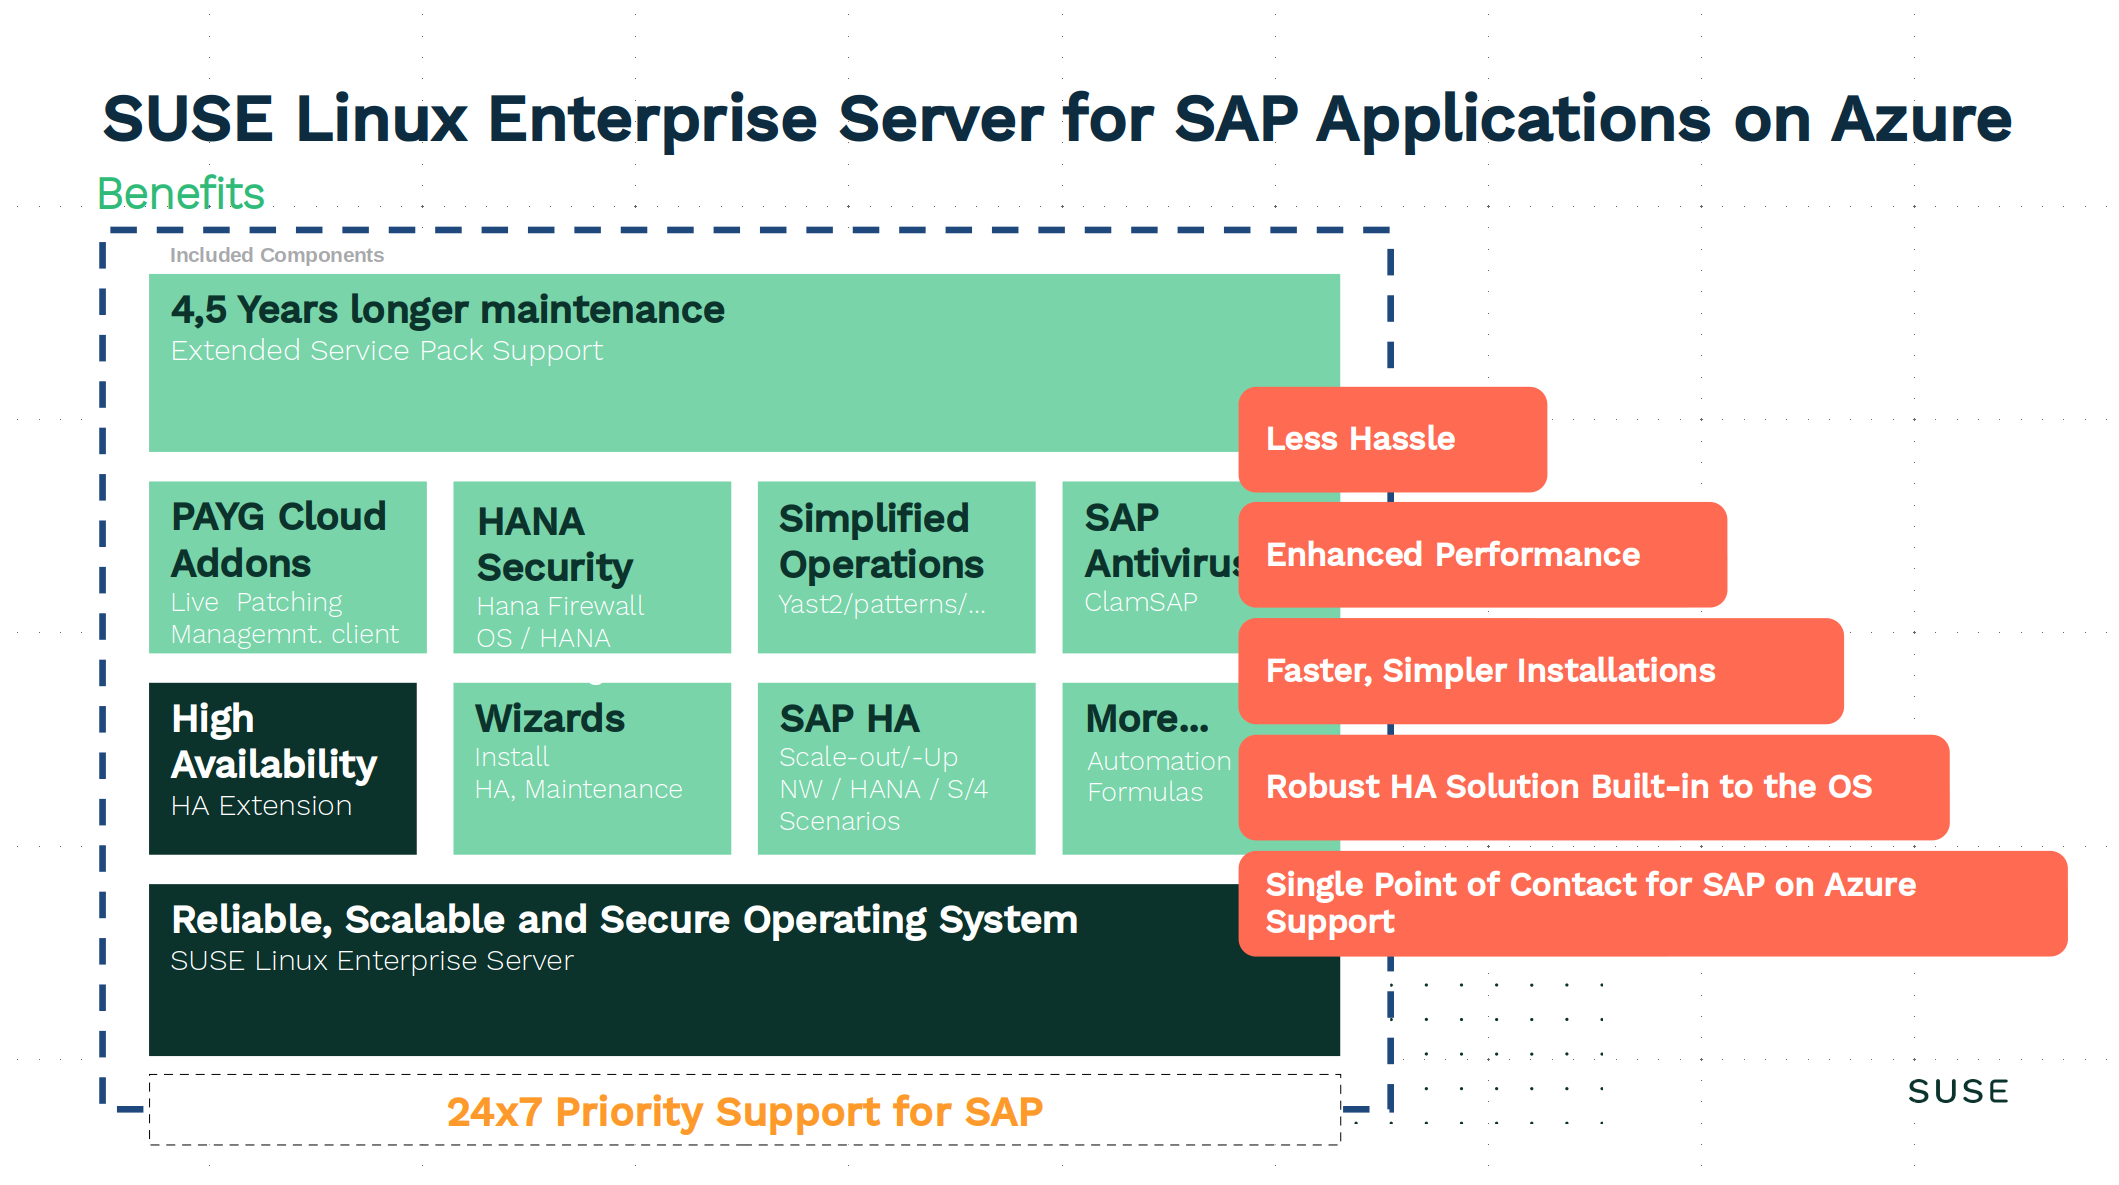 SUSE Linux Enterprise Server for SAP Applications on Azure
Benefits
Included Components
4,5 Years longer maintenance
Extended Service Pack Support
PAYG Cloud
Addons
Live  Patching
Managemnt. client
HANA
Security
Hana Firewall
OS / HANA
Simplified
Operations
Yast2/patterns/...
SAP
Antivirus
ClamSAP
High
Availability
HA Extension
Wizards
Install
HA, Maintenance
SAP HA
Scale-out/-Up
NW / HANA / S/4
Scenarios
More...
Automation
Formulas
Reliable, Scalable and Secure Operating System
SUSE Linux Enterprise Server
24x7 Priority Support for SAP
Less Hassle
Enhanced Performance
Faster, Simpler Installations
Robust HA Solution Built-in to the OS
Single Point of Contact for SAP on Azure
Support
SUSE